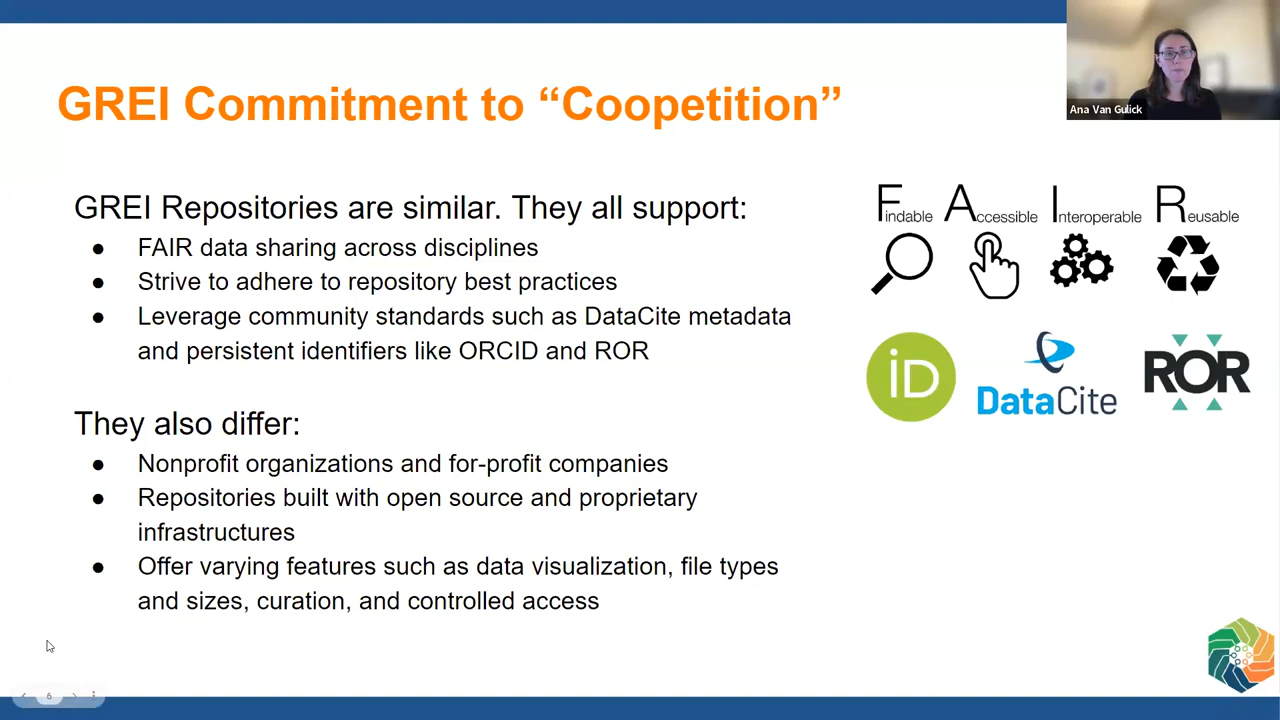 GREI Commitment to “Coopetition”
Ana Van Gulick
GREI Repositories are similar. They all support:
● FAIR data sharing across disciplines
● Strive to adhere to repository best practices
● Leverage community standards such as DataCite metadata
and persistent identifiers like ORCID and ROR
They also differ:
● Nonprofit organizations and for-profit companies
● Repositories built with open source and proprietary
infrastructures
● Offer varying features such as data visualization, file types
and sizes, curation, and controlled access
Findable Accessible Interoperable Reusable
iD DataCite ROR
6